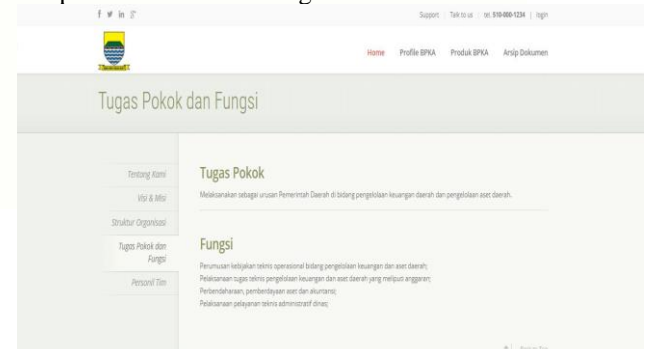 Support | Talk to us | tel. 510-000-1234 | login
Home Profile BPKA Produk BPKA Arsip Dokumen
Tugas Pokok dan Fungsi
Tentang Kami
Visi & Misi
Struktur Organisasi
Tugas Pokok dan
Fungsi
Personil Tim
Tugas Pokok
Melaksanakan sebagai urusan Pemerintah Daerah di bidang pengelolaan keuangan daerah dan pengelolaan aset daerah.
Fungsi
Perumusan kebijakan teknis operasional bidang pengelolaan keuangan dan aset daerah;
Pelaksanaan tugas teknis pengelolaan keuangan dan aset daerah yang meliputi anggaran;
Perbendaharaan, pemberdayaan aset dan akuntansi;
Pelaksanaan pelayanan teknis administratif dinas;